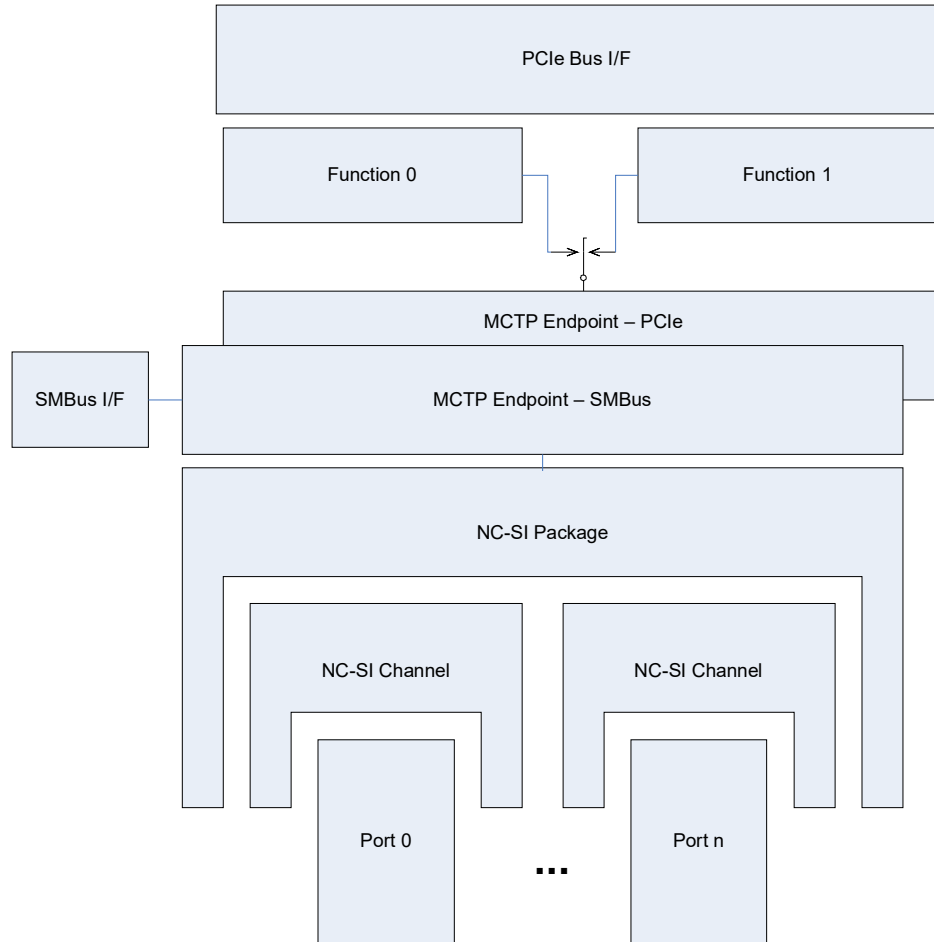 PCIe Bus I/F
Function 0
Function 1
MCTP Endpoint – PCIe
SMBus I/F
MCTP Endpoint – SMBus
NC-SI Package
NC-SI Channel
NC-SI Channel
Port 0
...
Port n